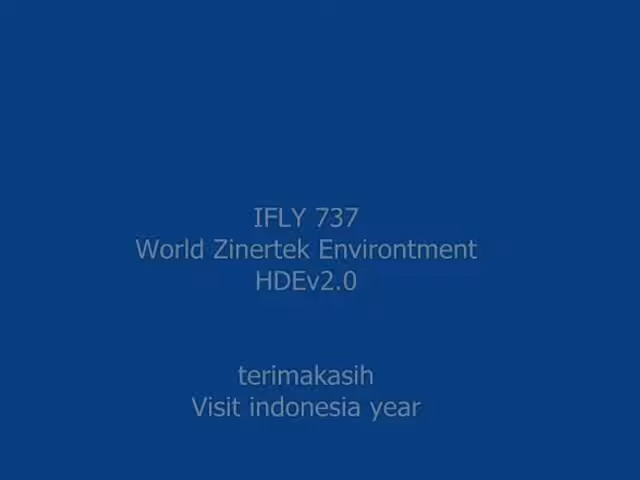 IFLY 737
World Zinertek Environtment
HDEv2.0
terimakasih
Visit indonesia year